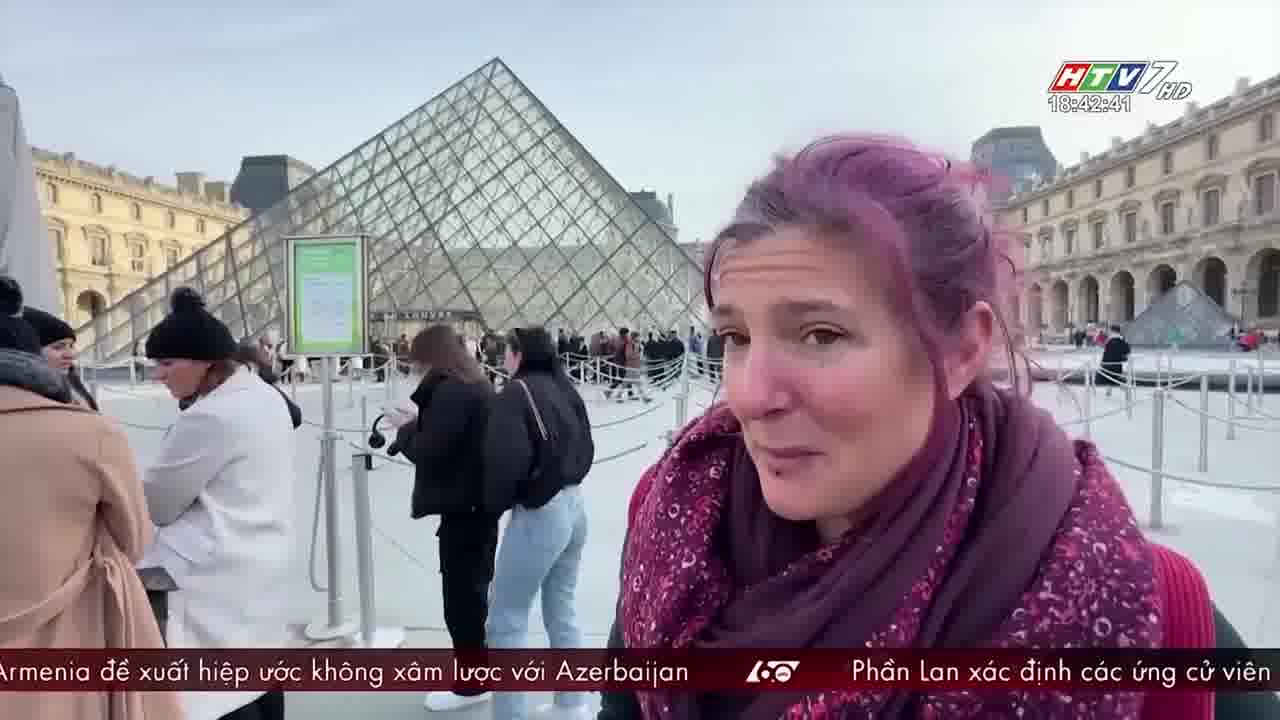 HTV7 HD
18:42:41
Armenia đề xuất hiệp ước không xâm lược với Azerbaijan
Phần Lan xác định các ứng cử viên